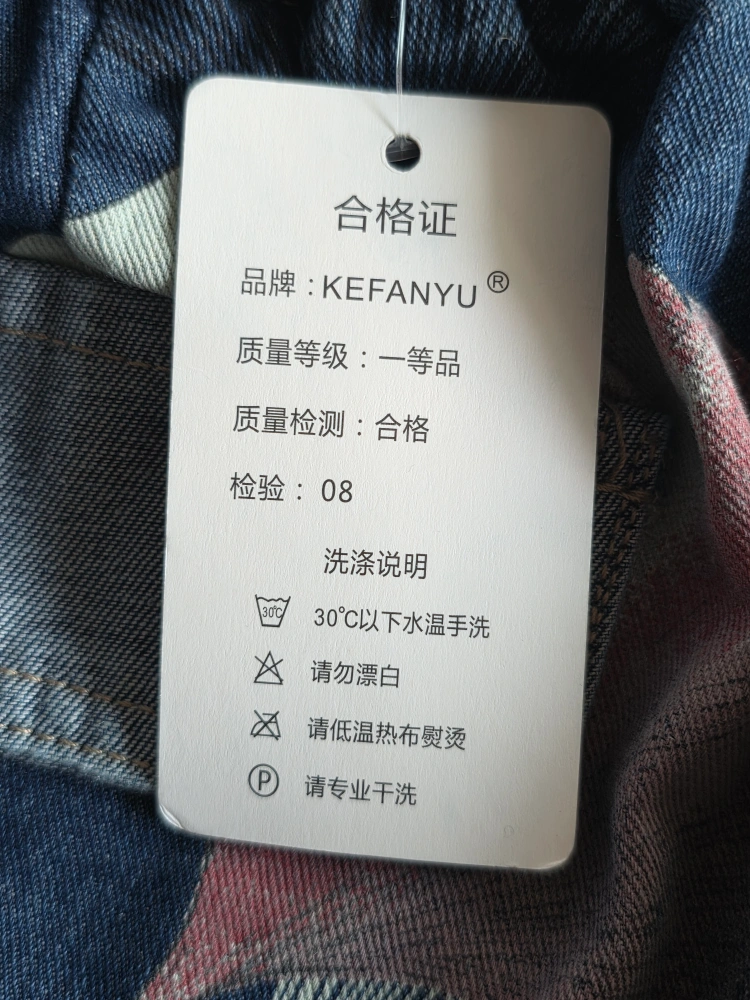 合格证
品牌：KEFANYU®
质量等级：一等品
质量检测：合格
检验：08
洗涤说明
30℃ 30℃以下水温手洗
请勿漂白
请低温热布熨烫
P 请专业干洗